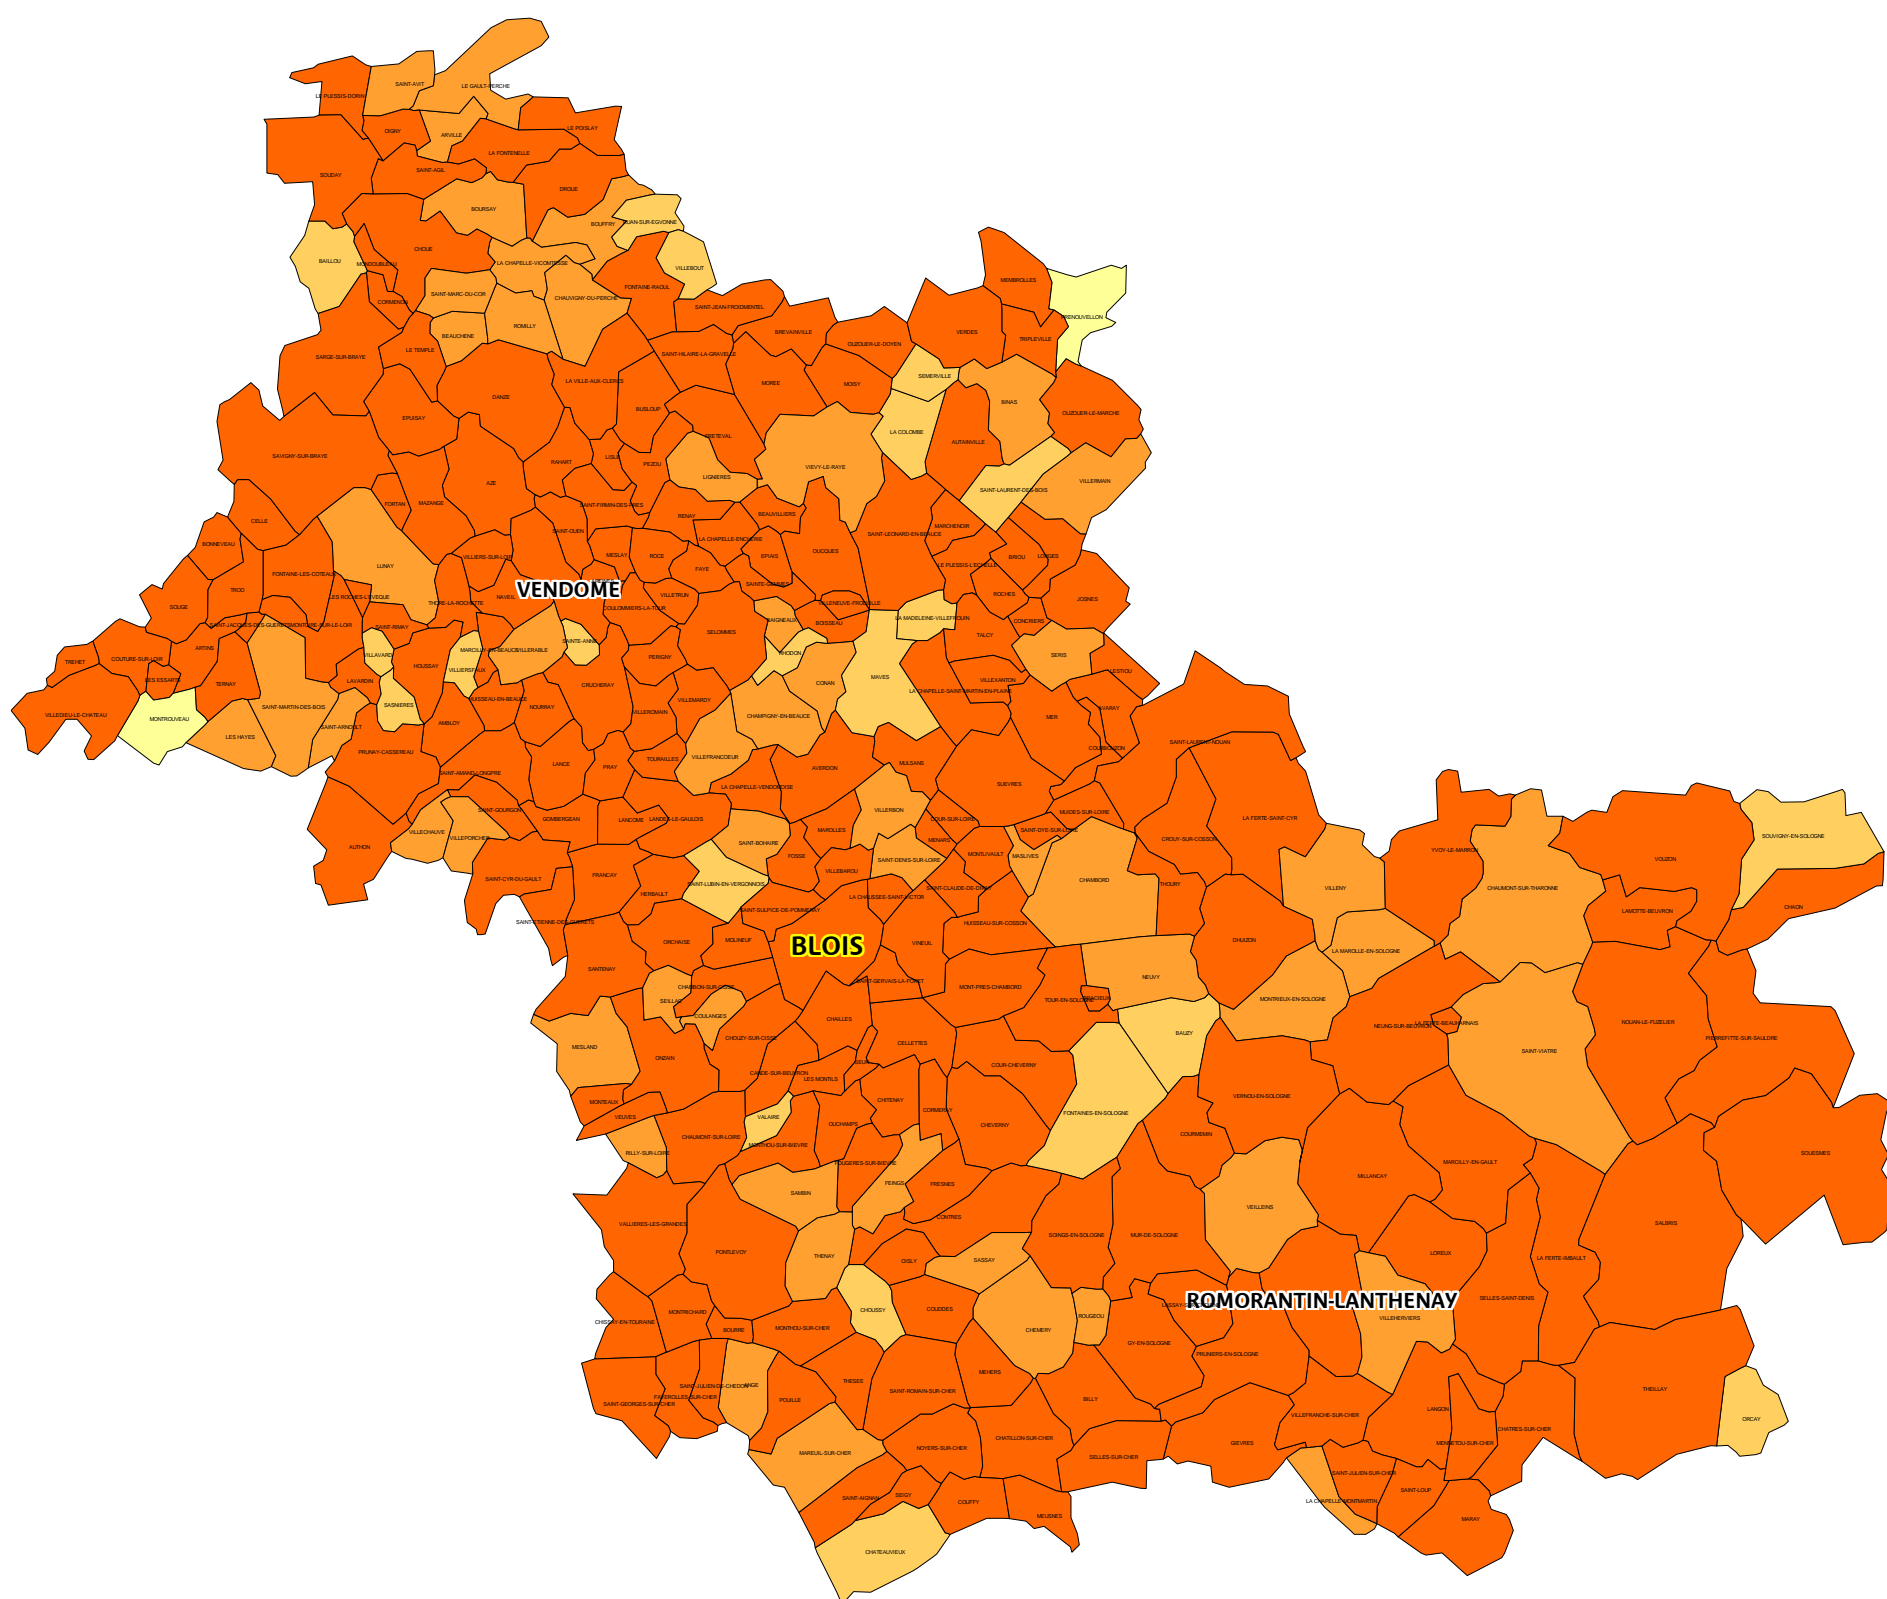 SAINT-AVIT
LE GAULT-PERCHE
LE PLESSIS-DORIN
OIGNY
ARVILLE
LE POISLAY
LA FONTENELLE
SAINT-AGIL
SOUDAY
DROUE
BOURSAY
BOUFFRY
RUAN-SUR-EGVONNE
CHOUE
BAILLOU
MONDOUBLEAU
LA CHAPELLE-VICOMTESSE
VILLEBOUT
MEMBROLLES
FONTAINE-RAOUL
SAINT-MARC-DU-COR
CHAUVIGNY-DU-PERCHE
CORMENON
SAINT-JEAN-FROIDMENTEL
PRENOUVELLON
ROMILLY
BEAUCHENE
BREVAINVILLE
VERDES
TRIPLEVILLE
OUZOUER-LE-DOYEN
LE TEMPLE
SARGE-SUR-BRAYE
SAINT-HILAIRE-LA-GRAVELLE
SEMERVILLE
LA VILLE-AUX-CLERCS
MOREE
MOISY
DANZE
BINAS
BUSLOUP
OUZOUER-LE-MARCHE
EPUISAY
LA COLOMBE
FRETEVAL
AUTAINVILLE
SAVIGNY-SUR-BRAYE
LISLE
RAHART
PEZOU
VIEVY-LE-RAYE
LIGNIERES
VILLERMAIN
AZE
SAINT-LAURENT-DES-BOIS
FORTAN
MAZANGE
SAINT-FIRMIN-DES-PRES
RENAY
BEAUVILLIERS
CELLE
MARCHENOIR
SAINT-OUEN
SAINT-LEONARD-EN-BEAUCE
LA CHAPELLE-ENCHERIE
BONNEVEAU
OUCQUES
VILLIERS-SUR-LOIR
MESLAY
ROCE
EPIAIS
BRIOU
LORGES
LUNAY
LE PLESSIS-L'ECHELLE
FAYE
FONTAINE-LES-COTEAUX
SAINTE-GEMMES
VENDOME
TROO
ROCHES
VILLETRUN
LES ROCHES-L'EVEQUE
NAVEIL
JOSNES
THORE-LA-ROCHETTE
VILLENEUVE-FROUVILLE
SOUGE
COULOMMIERS-LA-TOUR
LA MADELEINE-VILLEFROUIN
BAIGNEAUX
BOISSEAU
CONCRIERS
SAINT-JACQUES-DES-GUERETS
MONTOIRE-SUR-LE-LOIR
SAINT-RIMAY
SELOMMES
TALCY
SAINTE-ANNE
ARTINS
MARCILLY-EN-BEAUCE
VILLERABLE
RHODON
VILLAVARD
SERIS
PERIGNY
COUTURE-SUR-LOIR
TREHET
HOUSSAY
VILLIERSFAUX
LESTIOU
MAVES
LES ESSARTS
LAVARDIN
VILLEXANTON
TERNAY
CRUCHERAY
CONAN
LA CHAPELLE-SAINT-MARTIN-EN-PLAINE
HUISSEAU-EN-BEAUCE
VILLEMARDY
SASNIERES
SAINT-MARTIN-DES-BOIS
NOURRAY
AVARAY
VILLEROMAIN
VILLEDIEU-LE-CHATEAU
CHAMPIGNY-EN-BEAUCE
MER
MONTROUVEAU
AMBLOY
SAINT-ARNOULT
LES HAYES
SAINT-LAURENT-NOUAN
COURBOUZON
PRUNAY-CASSEREAU
VILLEFRANCOEUR
TOURAILLES
LANCE
MULSANS
PRAY
AVERDON
SAINT-AMAND-LONGPRE
SUEVRES
LA CHAPELLE-VENDOMOISE
SAINT-GOURGON
VILLERBON
MUIDES-SUR-LOIRE
GOMBERGEAN
LANCOME
LANDES-LE-GAULOIS
COUR-SUR-LOIRE
LA FERTE-SAINT-CYR
MAROLLES
SAINT-DYE-SUR-LOIRE
VILLECHAUVE
VILLEPORCHER
SOUVIGNY-EN-SOLOGNE
MENARS
CROUY-SUR-COSSON
SAINT-BOHAIRE
AUTHON
YVOY-LE-MARRON
MONTLIVAULT
MASLIVES
FOSSE
SAINT-DENIS-SUR-LOIRE
VOUZON
VILLEBAROU
FRANCAY
SAINT-CYR-DU-GAULT
CHAMBORD
SAINT-LUBIN-EN-VERGONNOIS
THOURY
SAINT-CLAUDE-DE-DIRAY
VILLENY
CHAUMONT-SUR-THARONNE
HERBAULT
LA CHAUSSEE-SAINT-VICTOR
CHAON
SAINT-SULPICE-DE-POMMERAY
LAMOTTE-BEUVRON
SAINT-ETIENNE-DES-GUERETS
HUISSEAU-SUR-COSSON
MOLINEUF
DHUIZON
ORCHAISE
VINEUIL
BLOIS
LA MAROLLE-EN-SOLOGNE
SANTENAY
NEUVY
SAINT-GERVAIS-LA-FORET
CHAMBON-SUR-CISSE
MONT-PRES-CHAMBORD
BRACIEUX
TOUR-EN-SOLOGNE
MONTRIEUX-EN-SOLOGNE
SEILLAC
COULANGES
CHAILLES
NOUAN-LE-FUZELIER
LA FERTE-BEAUHARNAIS
NEUNG-SUR-BEUVRON
BAUZY
CHOUZY-SUR-CISSE
PIERREFITTE-SUR-SAULDRE
CELLETTES
MESLAND
SAINT-VIATRE
ONZAIN
SEUR
COUR-CHEVERNY
CANDE-SUR-BEUVRON
LES MONTILS
VERNOU-EN-SOLOGNE
CHITENAY
MONTEAUX
CORMERAY
FONTAINES-EN-SOLOGNE
VEUVES
VALAIRE
OUCHAMPS
CHEVERNY
COURMEMIN
CHAUMONT-SUR-LOIRE
MONTHOU-SUR-BIEVRE
RILLY-SUR-LOIRE
SOUESMES
FOUGERES-SUR-BIEVRE
MARCILLY-EN-GAULT
MILLANCAY
FEINGS
FRESNES
SAMBIN
VEILLEINS
CONTRES
VALLIERES-LES-GRANDES
SALBRIS
SOINGS-EN-SOLOGNE
MUR-DE-SOLOGNE
PONTLEVOY
LOREUX
THENAY
LA FERTE-IMBAULT
OISLY
SASSAY
SELLES-SAINT-DENIS
ROMORANTIN-LANTHENAY
CHOUSSY
COUDDES
MONTRICHARD
ROUGEOU
VILLEHERVIERS
CHISSAY-EN-TOURAINE
MONTHOU-SUR-CHER
BOURRE
CHEMERY
GY-EN-SOLOGNE
PRUNIERS-EN-SOLOGNE
MEHERS
THESEE
SAINT-JULIEN-DE-CHEDON
ANGE
SAINT-ROMAIN-SUR-CHER
THEILLAY
FAVEROLLES-SUR-CHER
POUILLE
BILLY
SAINT-GEORGES-SUR-CHER
LANGON
VILLEFRANCHE-SUR-CHER
ORCAY
CHATRES-SUR-CHER
CHATILLON-SUR-CHER
GIEVRES
MENNETOU-SUR-CHER
NOYERS-SUR-CHER
MAREUIL-SUR-CHER
SELLES-SUR-CHER
SAINT-JULIEN-SUR-CHER
SAINT-LOUP
SEIGY
SAINT-AIGNAN
COUFFY
LA CHAPELLE-MONTMARTIN
MEUSNES
MARAY
CHATEAUVIEUX